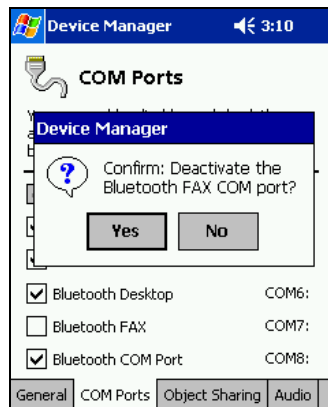 Device Manager 3:10
COM Ports
Device Manager
Confirm: Deactivate the
Bluetooth FAX COM port?
Yes No
Bluetooth Desktop COM6:
Bluetooth FAX COM7:
Bluetooth COM Port COM8:
General COM Ports Object Sharing Audio